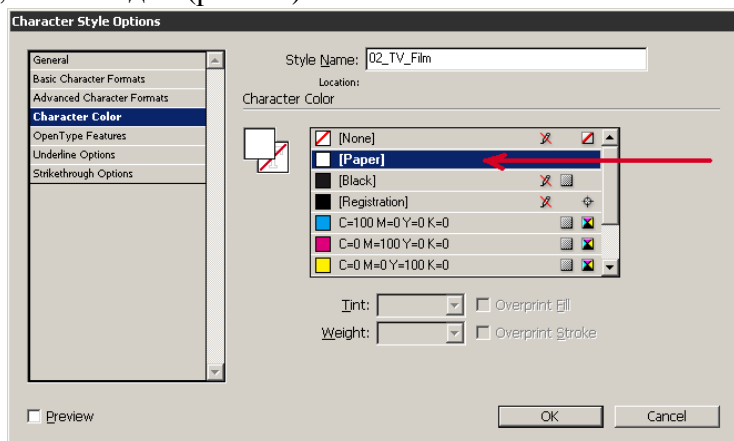 Character Style Options
General
Basic Character Formats
Advanced Character Formats
Character Color
OpenType Features
Underline Options
Strikethrough Options
Style Name: 02_TV_Film
Location:
Character Color
[None]
[Paper]
[Black]
[Registration]
C=100 M=0 Y=0 K=0
C=0 M=100 Y=0 K=0
C=0 M=0 Y=100 K=0
Tint:
Overprint Fill
Weight:
Overprint Stroke
Preview
OK
Cancel